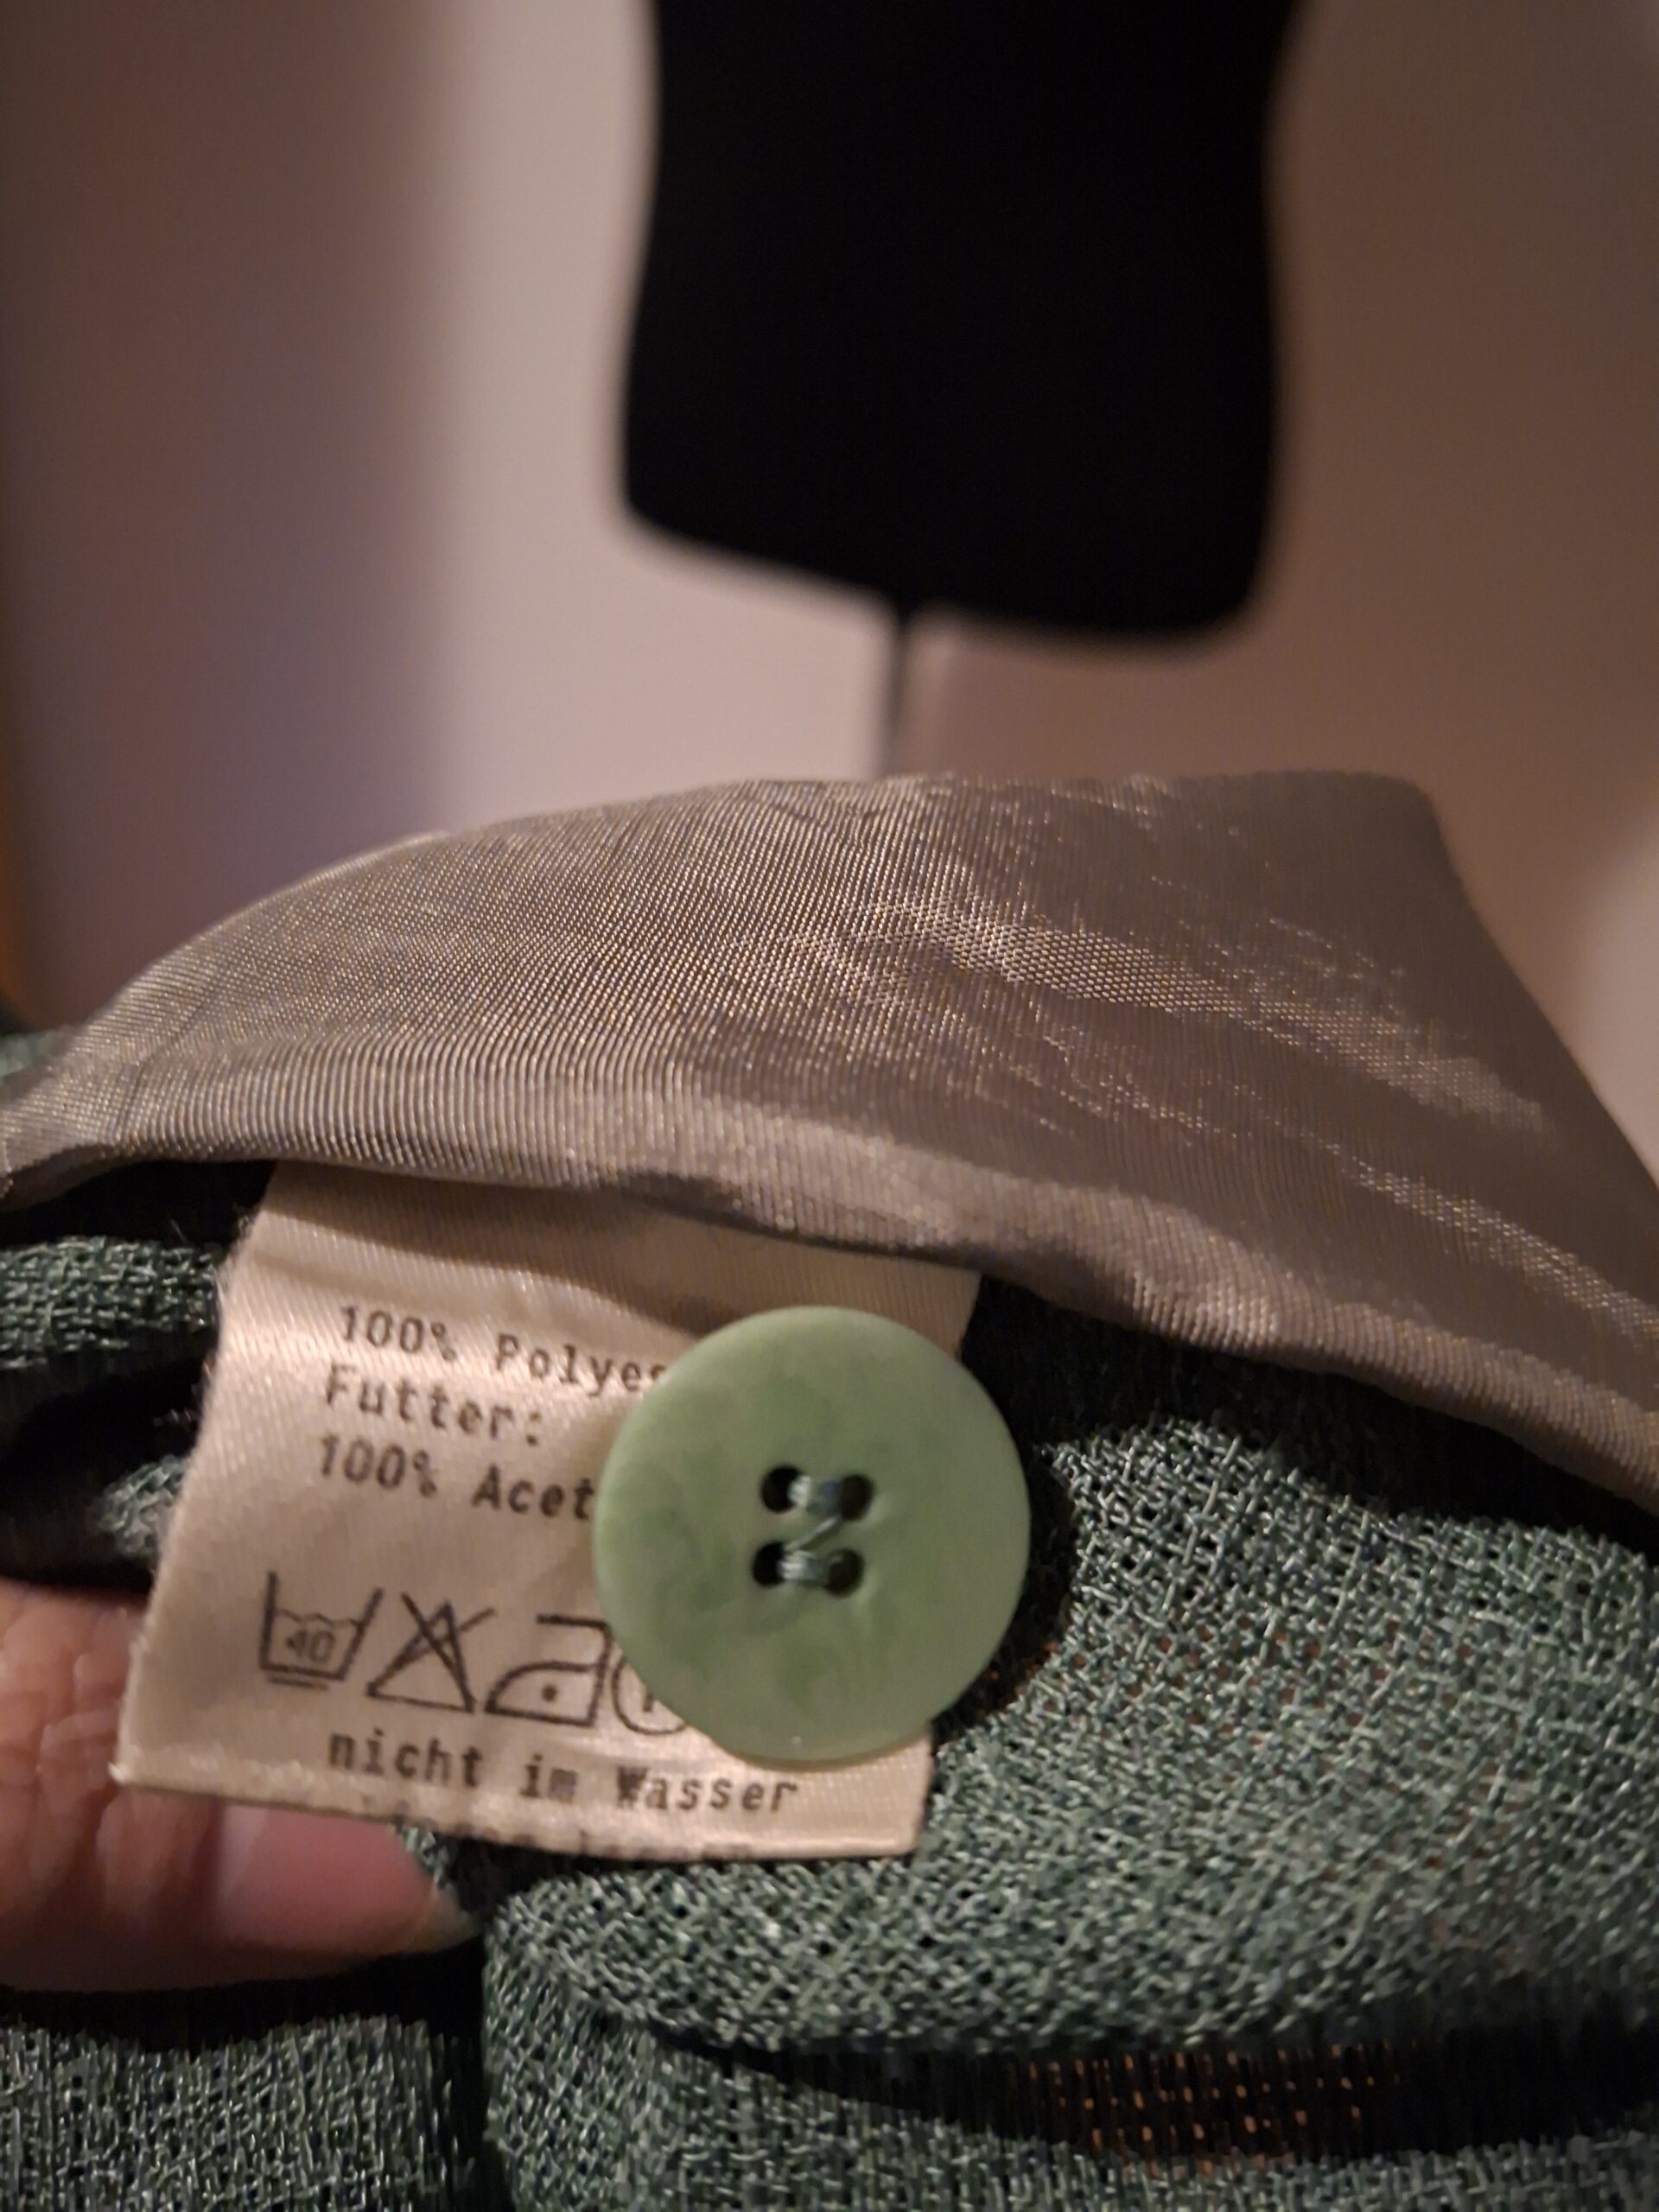 100% Polyes
Futter:
100% Acet
40
nicht im Wasser